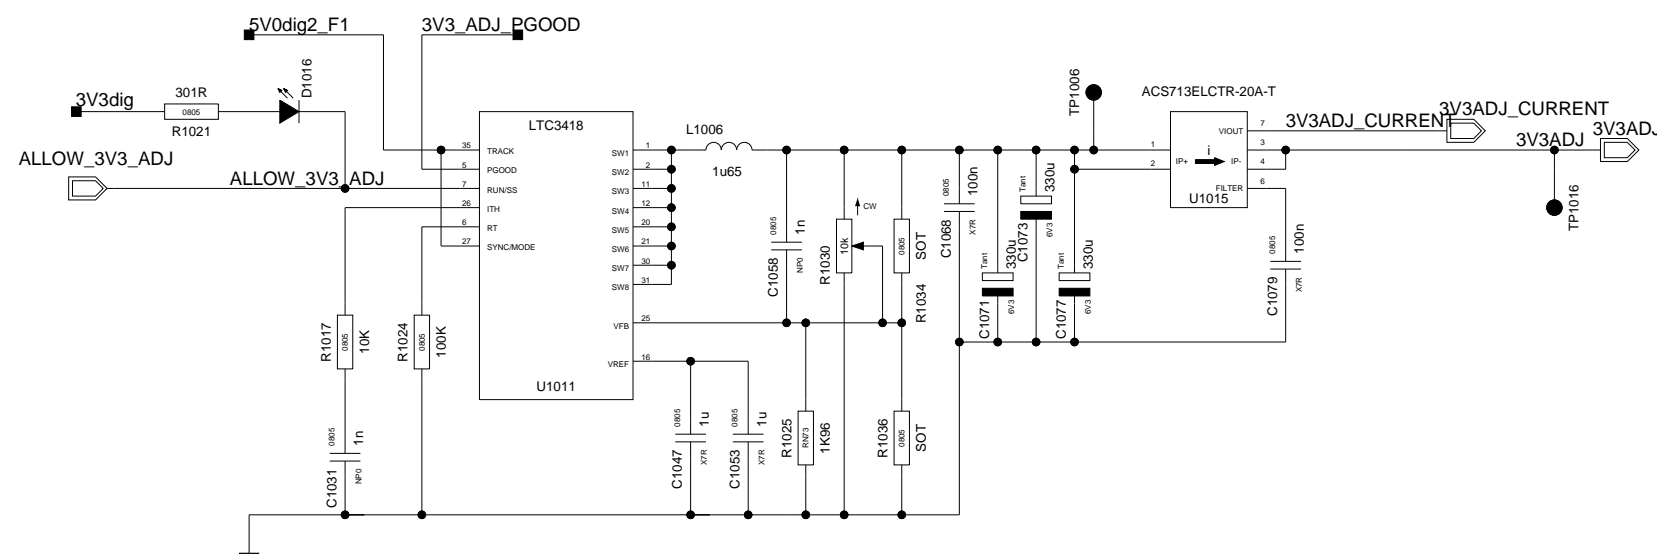 5V0dig2_F1
3V3_ADJ_PGOOD
3V3dig
301R
0805
R1021
D1016
ALLOW_3V3_ADJ
ALLOW_3V3_ADJ
LTC3418
35 TRACK
5 PGOOD
7 RUN/SS
26 ITH
6 RT
27 SYNC/MODE
SW1 1
SW2 2
SW3 11
SW4 12
SW5 20
SW6 21
SW7 30
SW8 31
VFB 25
VREF 16
U1011
L1006
1u65
R1017 0805 10K
R1024 0805 100K
C1031 0805 1n NP0
C1047 0805 1u X7R
C1053 0805 1u X7R
C1058 0805 1n NP0
R1025 RN73 1K96
R1030 10k CW
R1034 0805 SOT
R1036 0805 SOT
C1068 0805 100n X7R
C1071 Tant 330u 6V3
C1073 Tant 330u 6V3
C1077 Tant 330u 6V3
TP1006
ACS713ELCTR-20A-T
1 IP+
2
i
VIOUT 7
IP- 3
4
FILTER 6
U1015
C1079 0805 100n X7R
3V3ADJ_CURRENT
3V3ADJ_CURRENT
3V3ADJ
3V3ADJ
TP1016